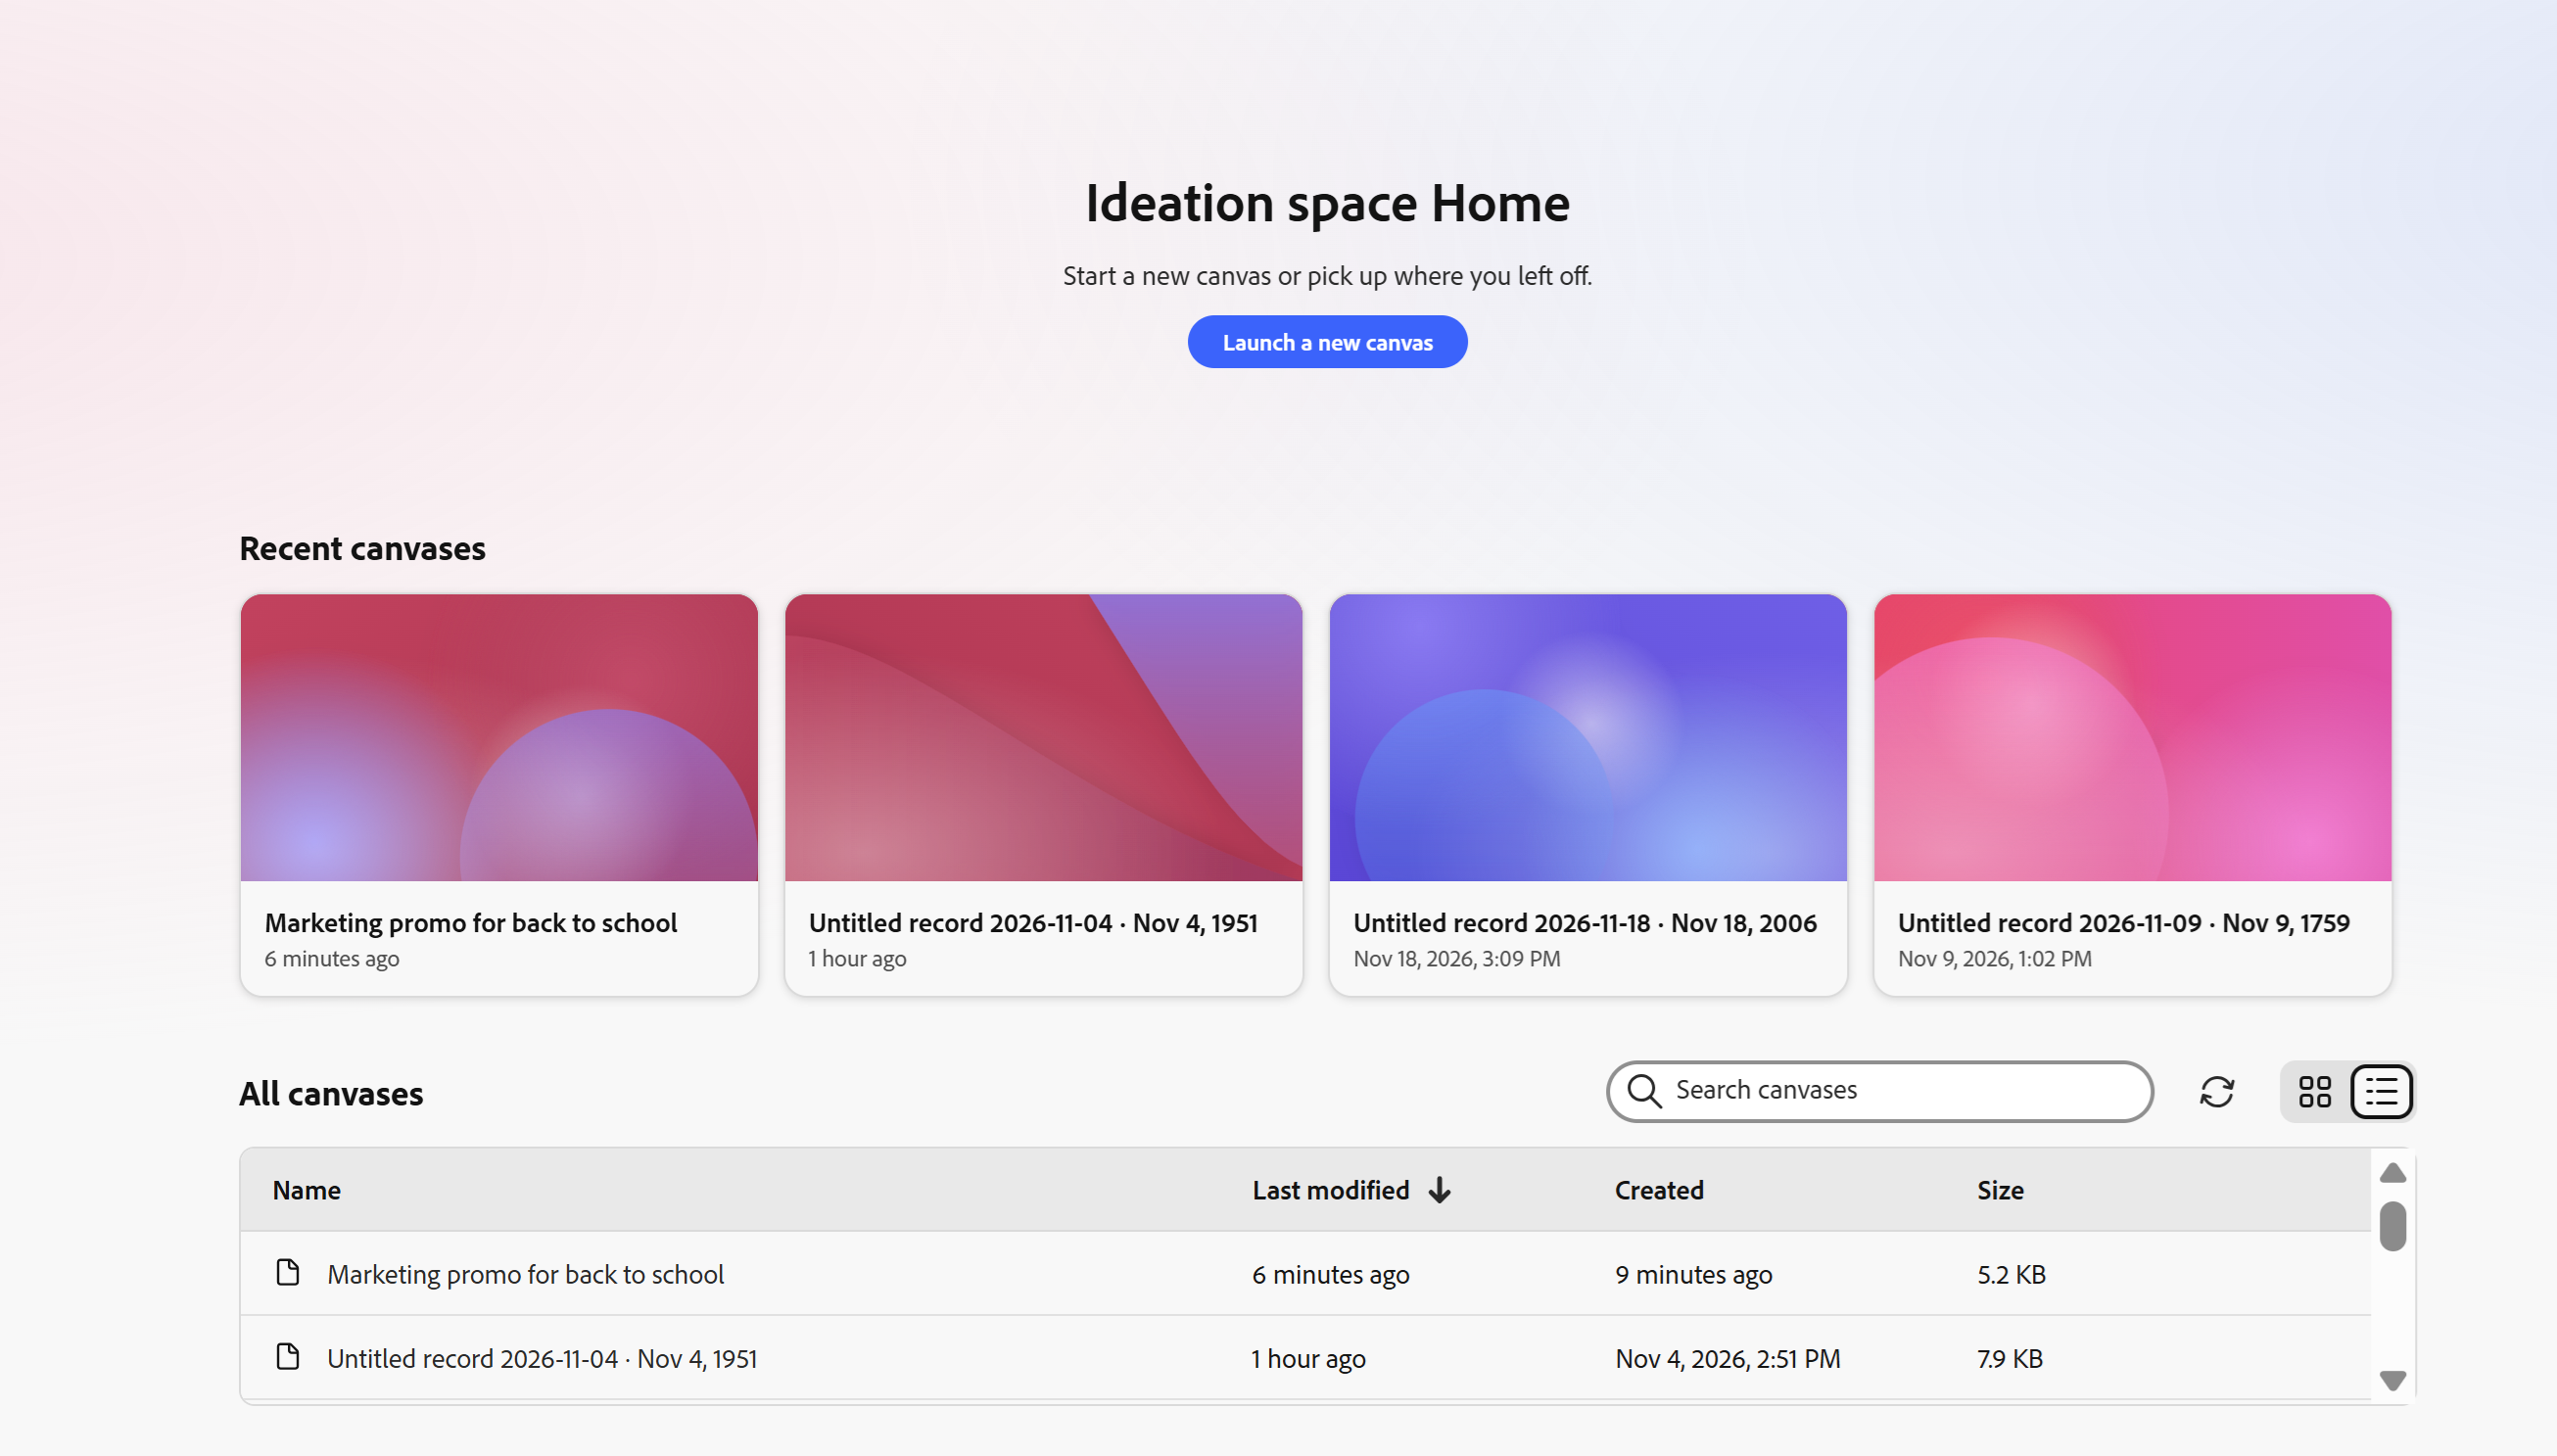 Ideation space Home
Start a new canvas or pick up where you left off.
Launch a new canvas
Recent canvases
Marketing promo for back to school
6 minutes ago
Untitled record 2026-11-04 · Nov 4, 1951
1 hour ago
Untitled record 2026-11-18 · Nov 18, 2006
Nov 18, 2026, 3:09 PM
Untitled record 2026-11-09 · Nov 9, 1759
Nov 9, 2026, 1:02 PM
All canvases
Search canvases
Name Last modified Created Size
Marketing promo for back to school 6 minutes ago 9 minutes ago 5.2 KB
Untitled record 2026-11-04 · Nov 4, 1951 1 hour ago Nov 4, 2026, 2:51 PM 7.9 KB